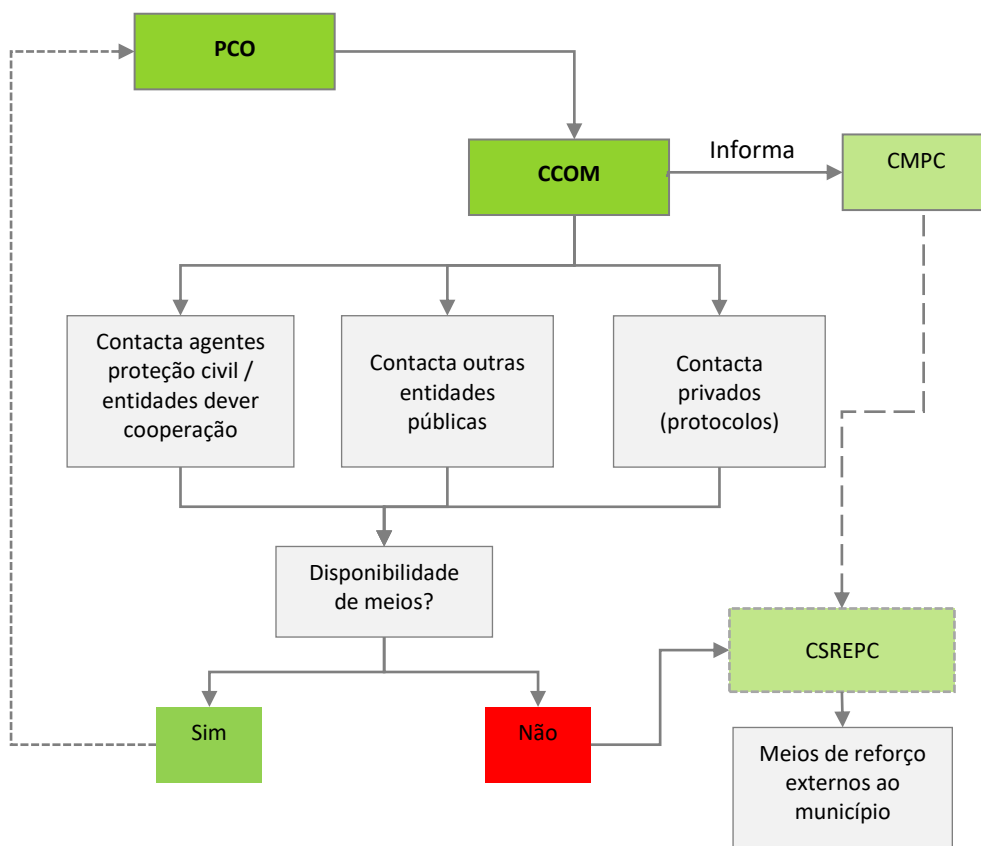 PCO
CCOM
Informa
CMPC
Contacta agentes
proteção civil /
entidades dever
cooperação
Contacta outras
entidades
públicas
Contacta
privados
(protocolos)
Disponibilidade
de meios?
CSREPC
Sim
Não
Meios de reforço
externos ao
município